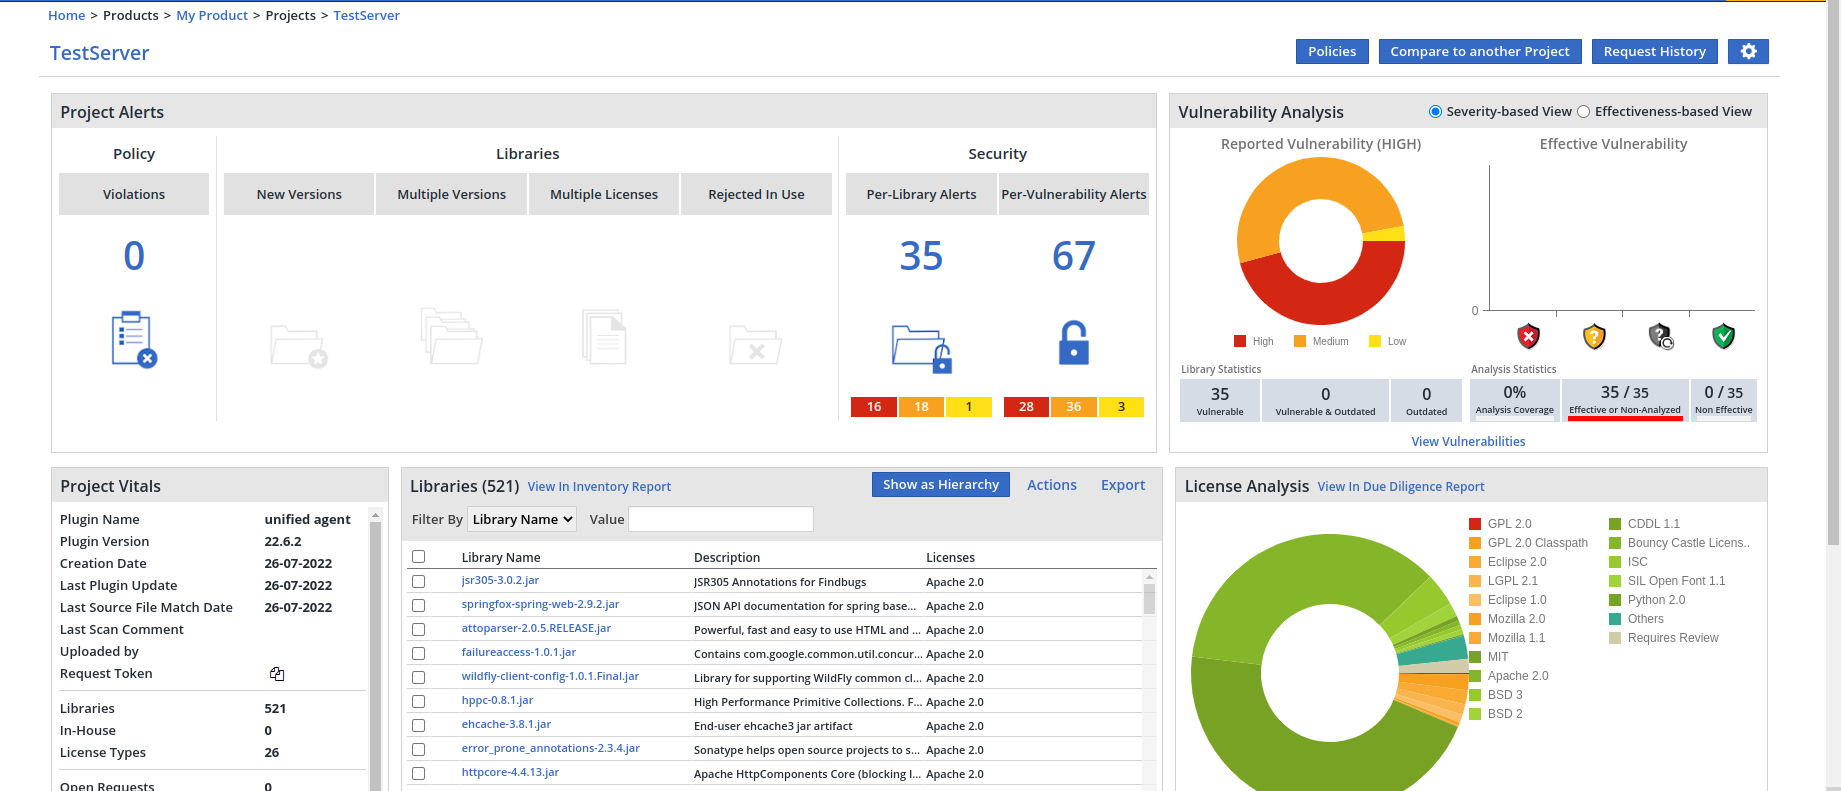 Home > Products > My Product > Projects > TestServer
TestServer
Policies
Compare to another Project
Request History
Project Alerts
Policy
Libraries
Security
Violations
New Versions
Multiple Versions
Multiple Licenses
Rejected In Use
Per-Library Alerts
Per-Vulnerability Alerts
0
35
67
16 18 1
28 36 3
Vulnerability Analysis
Severity-based View
Effectiveness-based View
Reported Vulnerability (HIGH)
Effective Vulnerability
0
High Medium Low
Library Statistics
35
Vulnerable
0
Vulnerable & Outdated
0
Outdated
Analysis Statistics
0%
Analysis Coverage
35 / 35
Effective or Non-Analyzed
0 / 35
Non Effective
View Vulnerabilities
Project Vitals
Plugin Name unified agent
Plugin Version 22.6.2
Creation Date 26-07-2022
Last Plugin Update 26-07-2022
Last Source File Match Date 26-07-2022
Last Scan Comment
Uploaded by
Request Token
Libraries 521
In-House 0
License Types 26
Open Requests 0
Libraries (521) View In Inventory Report
Show as Hierarchy
Actions
Export
Filter By Library Name Value
Library Name Description Licenses
jsr305-3.0.2.jar JSR305 Annotations for Findbugs Apache 2.0
springfox-spring-web-2.9.2.jar JSON API documentation for spring base... Apache 2.0
attoparser-2.0.5.RELEASE.jar Powerful, fast and easy to use HTML and ... Apache 2.0
failureaccess-1.0.1.jar Contains com.google.common.util.concur... Apache 2.0
wildfly-client-config-1.0.1.Final.jar Library for supporting WildFly common cl... Apache 2.0
hppc-0.8.1.jar High Performance Primitive Collections. F... Apache 2.0
ehcache-3.8.1.jar End-user ehcache3 jar artifact Apache 2.0
error_prone_annotations-2.3.4.jar Sonatype helps open source projects to s... Apache 2.0
httpcore-4.4.13.jar Apache HttpComponents Core (blocking I... Apache 2.0
License Analysis View In Due Diligence Report
GPL 2.0
GPL 2.0 Classpath
Eclipse 2.0
LGPL 2.1
Eclipse 1.0
Mozilla 2.0
Mozilla 1.1
MIT
Apache 2.0
BSD 3
BSD 2
CDDL 1.1
Bouncy Castle Licens..
ISC
SIL Open Font 1.1
Python 2.0
Others
Requires Review